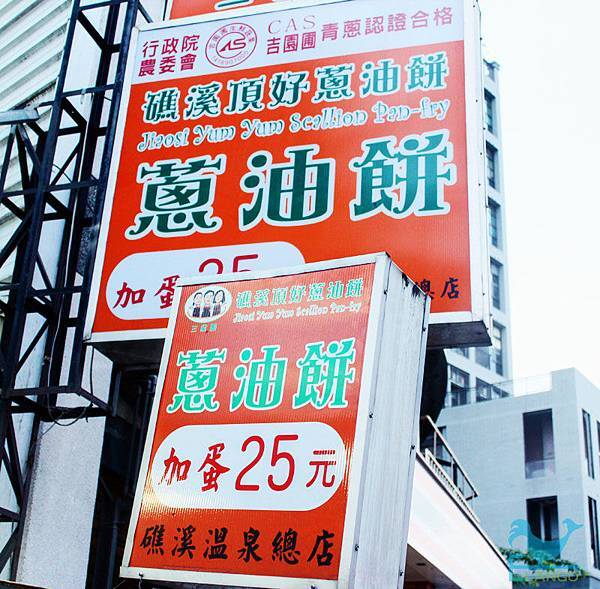 行政院
農委會
CAS
吉園圃 青蔥認證合格
礁溪頂好蔥油餅
Jiaosi Yum Yum Scallion Pan-fry
蔥油餅
加蛋 25
總店
礁溪頂好蔥油餅
Jiaosi Yum Yum Scallion Pan-fry
蔥油餅
加蛋25元
礁溪溫泉總店